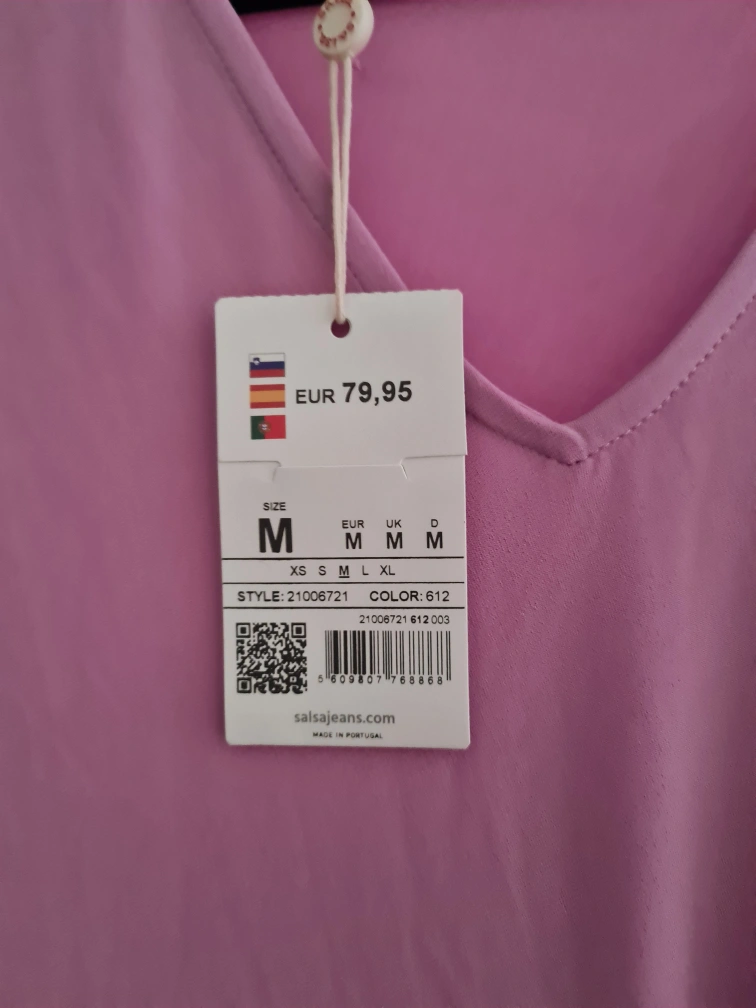 EUR 79,95
SIZE
M
EUR UK D
M M M
XS S M L XL
STYLE: 21006721 COLOR: 612
21006721 612 003
5 609807 768868
salsajeans.com
MADE IN PORTUGAL